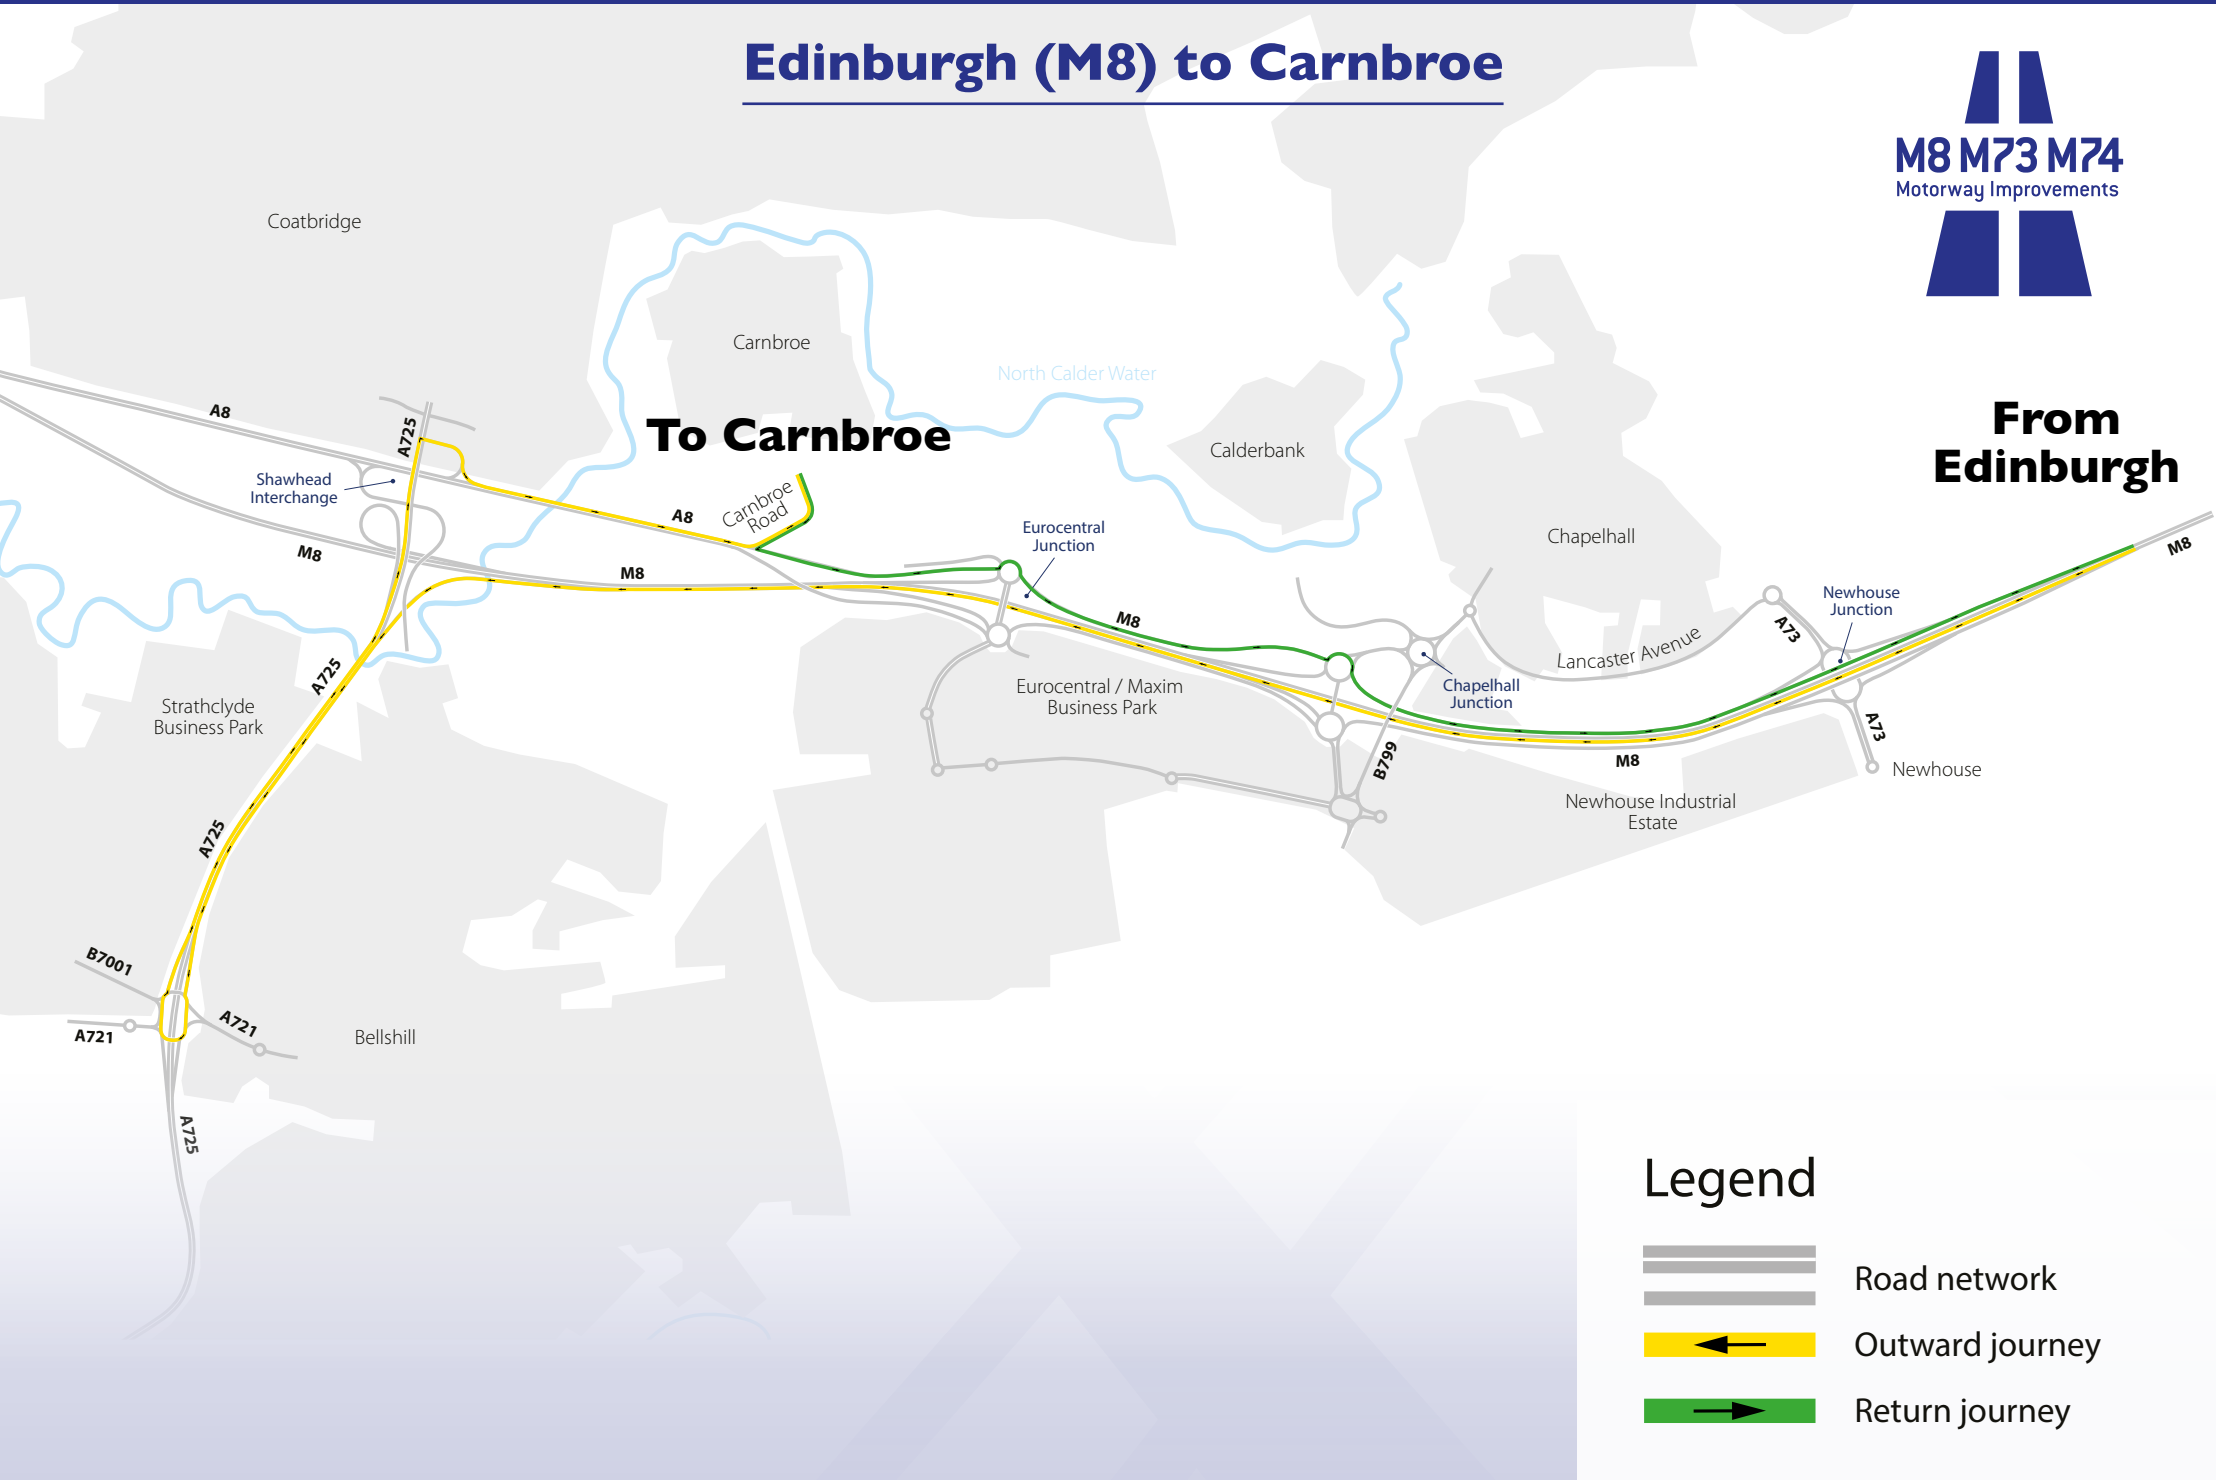 Edinburgh (M8) to Carnbroe
M8 M73 M74
Motorway Improvements
Coatbridge
Carnbroe
North Calder Water
A8
A725
To Carnbroe
From
Edinburgh
Calderbank
Shawhead
Interchange
Carnbroe
Road
A8
Eurocentral
Junction
Chapelhall
M8
M8
M8
M8
Newhouse
Junction
A73
Lancaster Avenue
A725
Strathclyde
Business Park
Eurocentral / Maxim
Business Park
Chapelhall
Junction
A73
B799
M8
Newhouse
Newhouse Industrial
Estate
A725
B7001
A721
A721
Bellshill
A725
Legend
Road network
Outward journey
Return journey